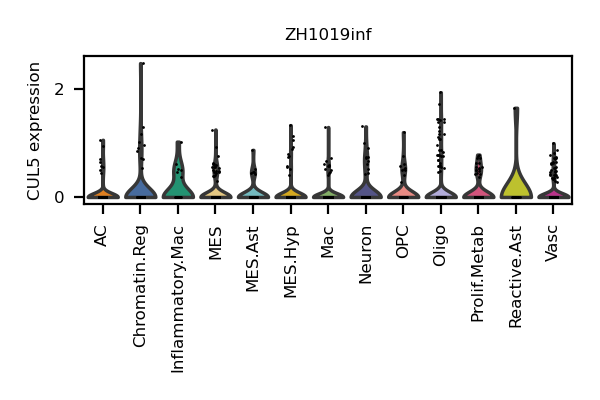 ZH1019inf
CUL5 expression
2
0
AC
Chromatin.Reg
Inflammatory.Mac
MES
MES.Ast
MES.Hyp
Mac
Neuron
OPC
Oligo
Prolif.Metab
Reactive.Ast
Vasc